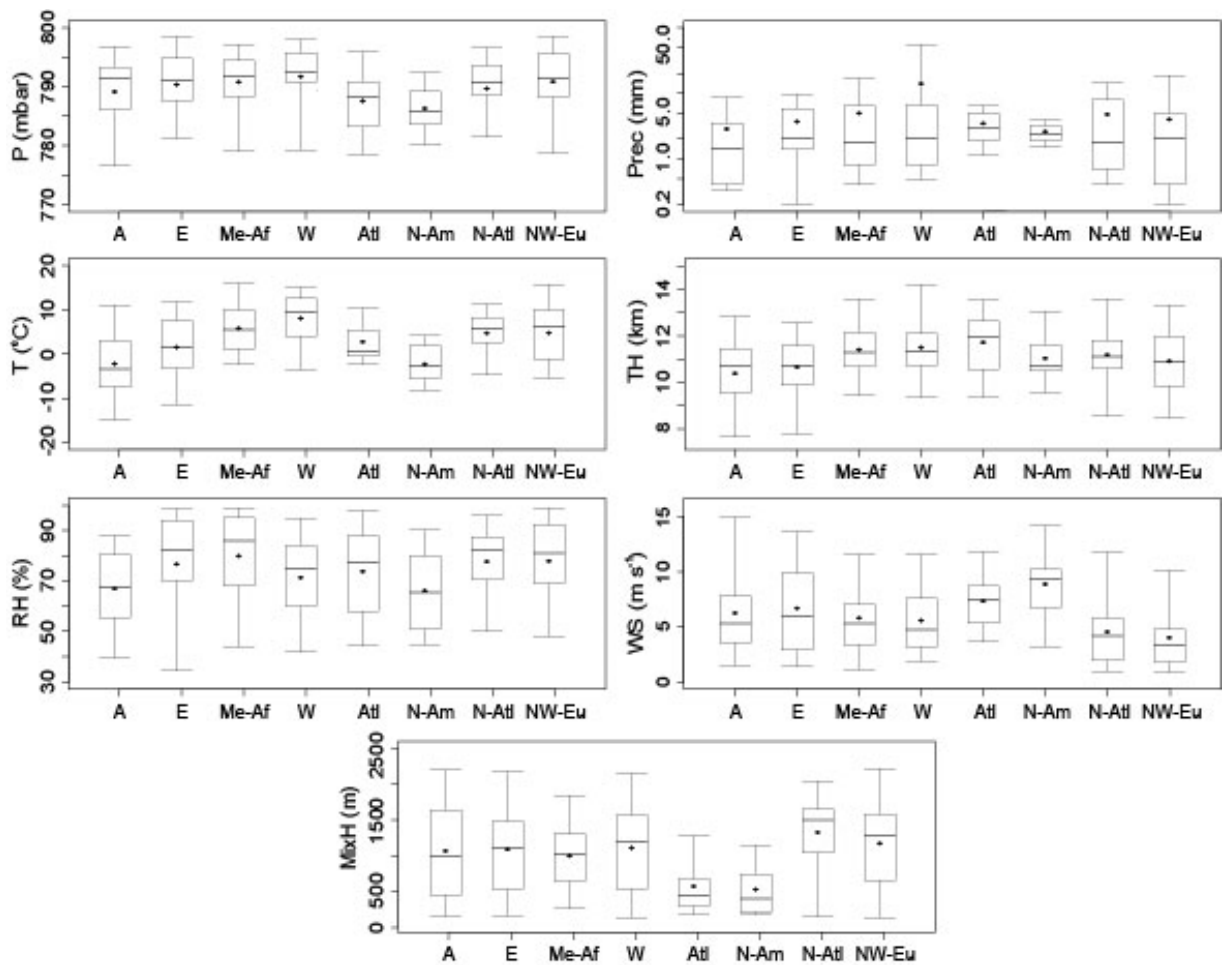 P (mbar)
800
790
780
770
A E Me-Af W Atl N-Am N-Atl NW-Eu
Prec (mm)
50.0
5.0
1.0
0.2
A E Me-Af W Atl N-Am N-Atl NW-Eu
T (°C)
20
10
0
-10
-20
A E Me-Af W Atl N-Am N-Atl NW-Eu
TH (km)
14
12
10
8
A E Me-Af W Atl N-Am N-Atl NW-Eu
RH (%)
90
70
50
30
A E Me-Af W Atl N-Am N-Atl NW-Eu
WS (m s⁻¹)
15
10
5
0
A E Me-Af W Atl N-Am N-Atl NW-Eu
MixH (m)
2500
1500
500
0
A E Me-Af W Atl N-Am N-Atl NW-Eu